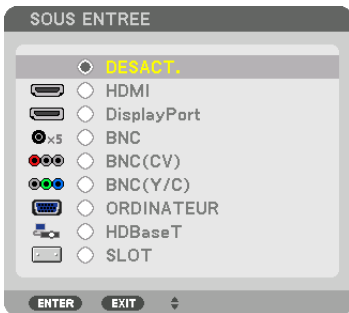 SOUS ENTREE
DESACT.
HDMI
DisplayPort
×5 BNC
BNC(CV)
BNC(Y/C)
ORDINATEUR
HDBaseT
SLOT
ENTER EXIT